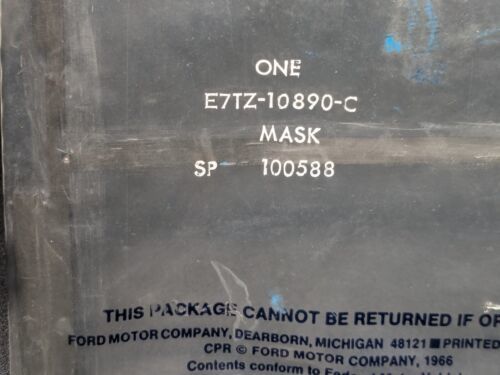 ONE
E7TZ-10890-C
MASK
SP 100588
THIS PACKAGE CANNOT BE RETURNED IF
FORD MOTOR COMPANY, DEARBORN, MICHIGAN 48121 ■ PRINTED
CPR © FORD MOTOR COMPANY, 1966
Contents conform to